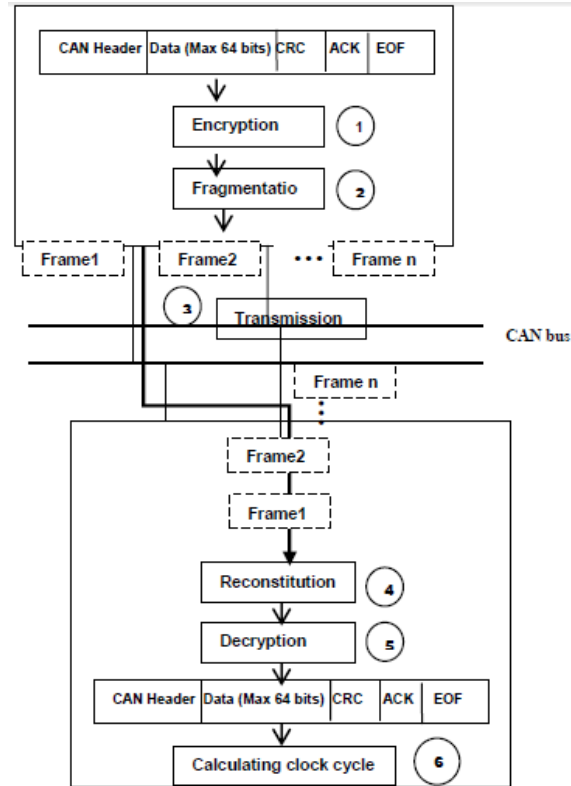 CAN Header Data (Max 64 bits) CRC ACK EOF
Encryption 1
Fragmentatio 2
Frame1 Frame2 ••• Frame n
3 Transmission
CAN bus
Frame n
Frame2
Frame1
Reconstitution 4
Decryption 5
CAN Header Data (Max 64 bits) CRC ACK EOF
Calculating clock cycle 6